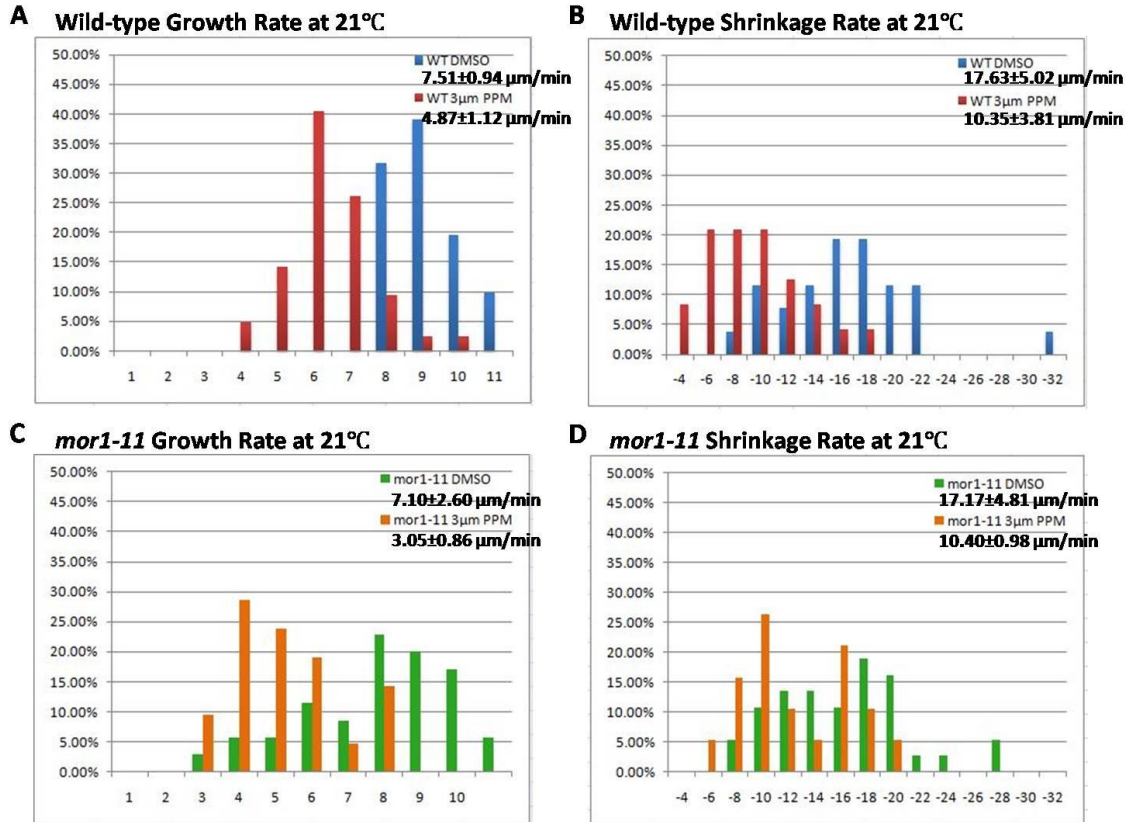 A Wild-type Growth Rate at 21℃
50.00%
45.00%
40.00%
35.00%
30.00%
25.00%
20.00%
15.00%
10.00%
5.00%
0.00%
WT DMSO
7.51±0.94 µm/min
WT 3µm PPM
4.87±1.12 µm/min
1 2 3 4 5 6 7 8 9 10 11
B Wild-type Shrinkage Rate at 21℃
50.00%
45.00%
40.00%
35.00%
30.00%
25.00%
20.00%
15.00%
10.00%
5.00%
0.00%
WT DMSO
17.63±5.02 µm/min
WT 3µm PPM
10.35±3.81 µm/min
-4 -6 -8 -10 -12 -14 -16 -18 -20 -22 -24 -26 -28 -30 -32
C mor1-11 Growth Rate at 21℃
50.00%
45.00%
40.00%
35.00%
30.00%
25.00%
20.00%
15.00%
10.00%
5.00%
0.00%
mor1-11 DMSO
7.10±2.60 µm/min
mor1-11 3µm PPM
3.05±0.86 µm/min
1 2 3 4 5 6 7 8 9 10
D mor1-11 Shrinkage Rate at 21℃
50.00%
45.00%
40.00%
35.00%
30.00%
25.00%
20.00%
15.00%
10.00%
5.00%
0.00%
mor1-11 DMSO
17.17±4.81 µm/min
mor1-11 3µm PPM
10.40±0.98 µm/min
-4 -6 -8 -10 -12 -14 -16 -18 -20 -22 -24 -26 -28 -30 -32